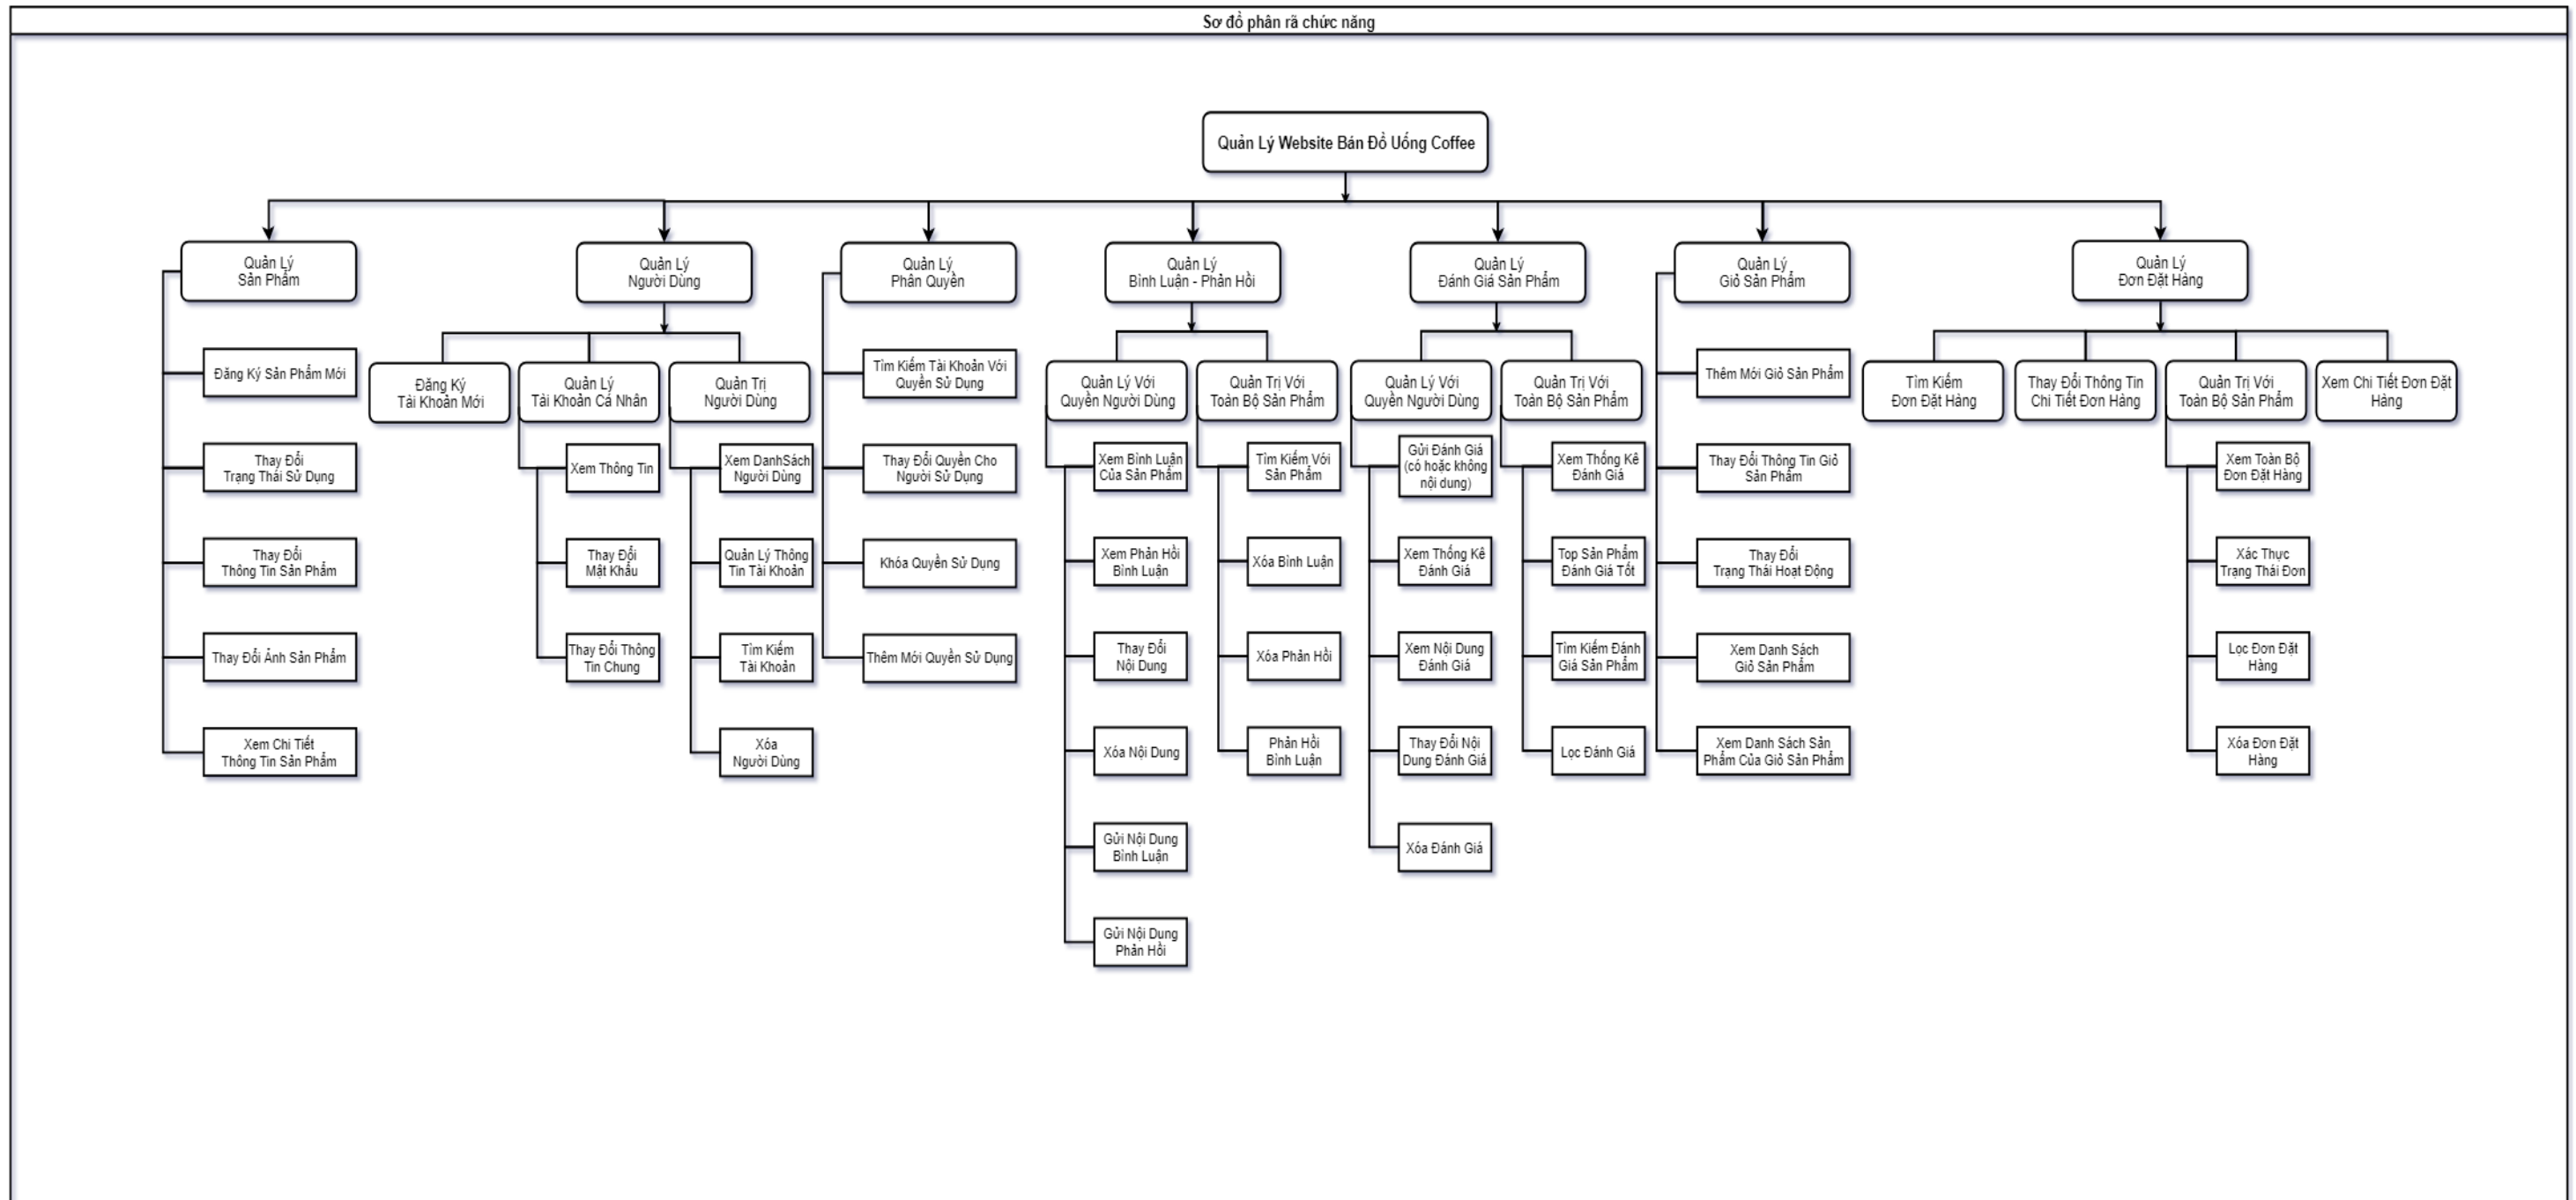 Sơ đồ phân rã chức năng
Quản Lý Website Bán Đồ Uống Coffee
Quản Lý
Sản Phẩm
Đăng Ký Sản Phẩm Mới
Thay Đổi
Trạng Thái Sử Dụng
Thay Đổi
Thông Tin Sản Phẩm
Thay Đổi Ảnh Sản Phẩm
Xem Chi Tiết
Thông Tin Sản Phẩm
Quản Lý
Người Dùng
Đăng Ký
Tài Khoản Mới
Quản Lý
Tài Khoản Cá Nhân
Xem Thông Tin
Thay Đổi
Mật Khẩu
Thay Đổi Thông
Tin Chung
Quản Trị
Người Dùng
Xem DanhSách
Người Dùng
Quản Lý Thông
Tin Tài Khoản
Tìm Kiếm
Tài Khoản
Xóa
Người Dùng
Quản Lý
Phân Quyền
Tìm Kiếm Tài Khoản Với
Quyền Sử Dụng
Thay Đổi Quyền Cho
Người Sử Dụng
Khóa Quyền Sử Dụng
Thêm Mới Quyền Sử Dụng
Quản Lý
Bình Luận - Phản Hồi
Quản Lý Với
Quyền Người Dùng
Xem Bình Luận
Của Sản Phẩm
Xem Phản Hồi
Bình Luận
Thay Đổi
Nội Dung
Xóa Nội Dung
Gửi Nội Dung
Bình Luận
Gửi Nội Dung
Phản Hồi
Quản Trị Với
Toàn Bộ Sản Phẩm
Tìm Kiếm Với
Sản Phẩm
Xóa Bình Luận
Xóa Phản Hồi
Phản Hồi
Bình Luận
Quản Lý
Đánh Giá Sản Phẩm
Quản Lý Với
Quyền Người Dùng
Gửi Đánh Giá
(có hoặc không
nội dung)
Xem Thống Kê
Đánh Giá
Xem Nội Dung
Đánh Giá
Thay Đổi Nội
Dung Đánh Giá
Xóa Đánh Giá
Quản Trị Với
Toàn Bộ Sản Phẩm
Xem Thống Kê
Đánh Giá
Top Sản Phẩm
Đánh Giá Tốt
Tìm Kiếm Đánh
Giá Sản Phẩm
Lọc Đánh Giá
Quản Lý
Giỏ Sản Phẩm
Thêm Mới Giỏ Sản Phẩm
Thay Đổi Thông Tin Giỏ
Sản Phẩm
Thay Đổi
Trạng Thái Hoạt Động
Xem Danh Sách
Giỏ Sản Phẩm
Xem Danh Sách Sản
Phẩm Của Giỏ Sản Phẩm
Quản Lý
Đơn Đặt Hàng
Tìm Kiếm
Đơn Đặt Hàng
Thay Đổi Thông Tin
Chi Tiết Đơn Hàng
Quản Trị Với
Toàn Bộ Sản Phẩm
Xem Toàn Bộ
Đơn Đặt Hàng
Xác Thực
Trạng Thái Đơn
Lọc Đơn Đặt
Hàng
Xóa Đơn Đặt
Hàng
Xem Chi Tiết Đơn Đặt
Hàng